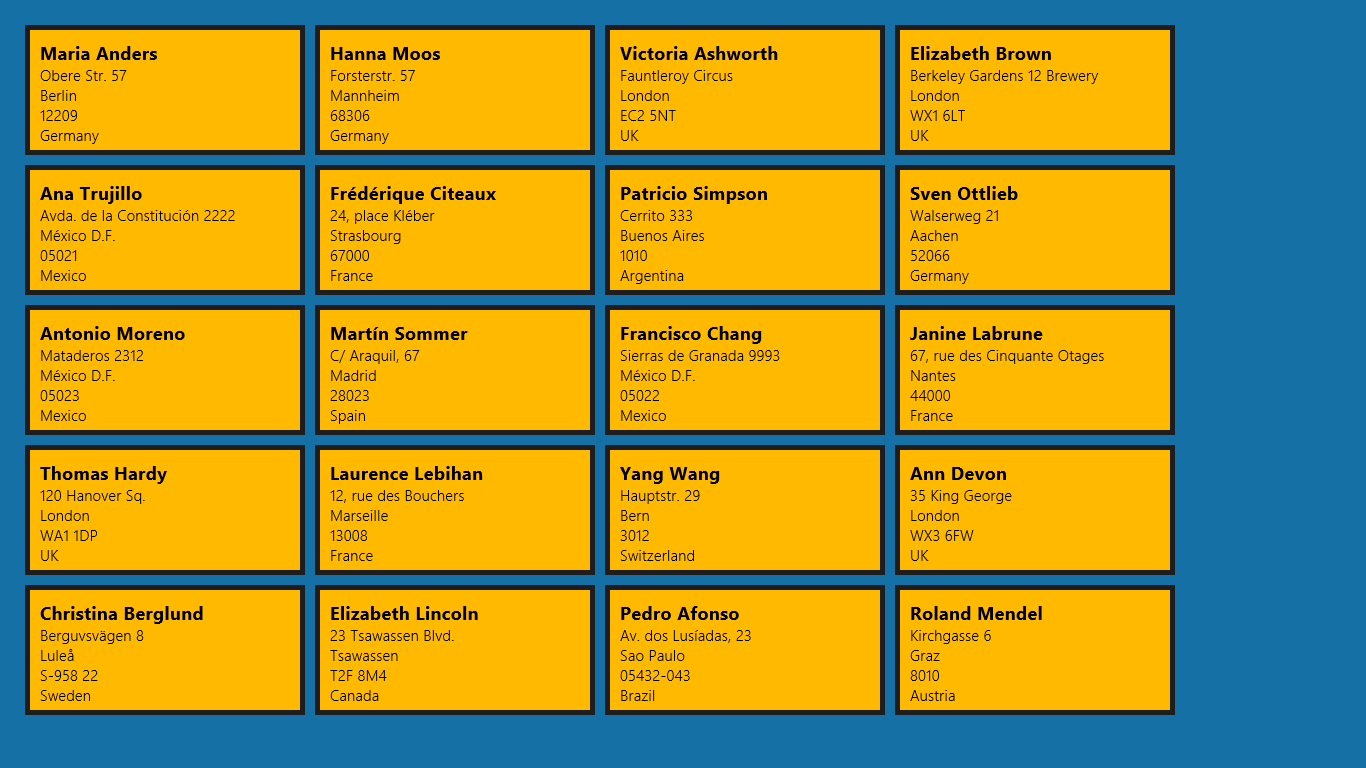 Maria Anders
Obere Str. 57
Berlin
12209
Germany
Hanna Moos
Forsterstr. 57
Mannheim
68306
Germany
Victoria Ashworth
Fauntleroy Circus
London
EC2 5NT
UK
Elizabeth Brown
Berkeley Gardens 12 Brewery
London
WX1 6LT
UK
Ana Trujillo
Avda. de la Constitución 2222
México D.F.
05021
Mexico
Frédérique Citeaux
24, place Kléber
Strasbourg
67000
France
Patricio Simpson
Cerrito 333
Buenos Aires
1010
Argentina
Sven Ottlieb
Walserweg 21
Aachen
52066
Germany
Antonio Moreno
Mataderos 2312
México D.F.
05023
Mexico
Martín Sommer
C/ Araquil, 67
Madrid
28023
Spain
Francisco Chang
Sierras de Granada 9993
México D.F.
05022
Mexico
Janine Labrune
67, rue des Cinquante Otages
Nantes
44000
France
Thomas Hardy
120 Hanover Sq.
London
WA1 1DP
UK
Laurence Lebihan
12, rue des Bouchers
Marseille
13008
France
Yang Wang
Hauptstr. 29
Bern
3012
Switzerland
Ann Devon
35 King George
London
WX3 6FW
UK
Christina Berglund
Berguvsvägen 8
Luleå
S-958 22
Sweden
Elizabeth Lincoln
23 Tsawassen Blvd.
Tsawassen
T2F 8M4
Canada
Pedro Afonso
Av. dos Lusíadas, 23
Sao Paulo
05432-043
Brazil
Roland Mendel
Kirchgasse 6
Graz
8010
Austria